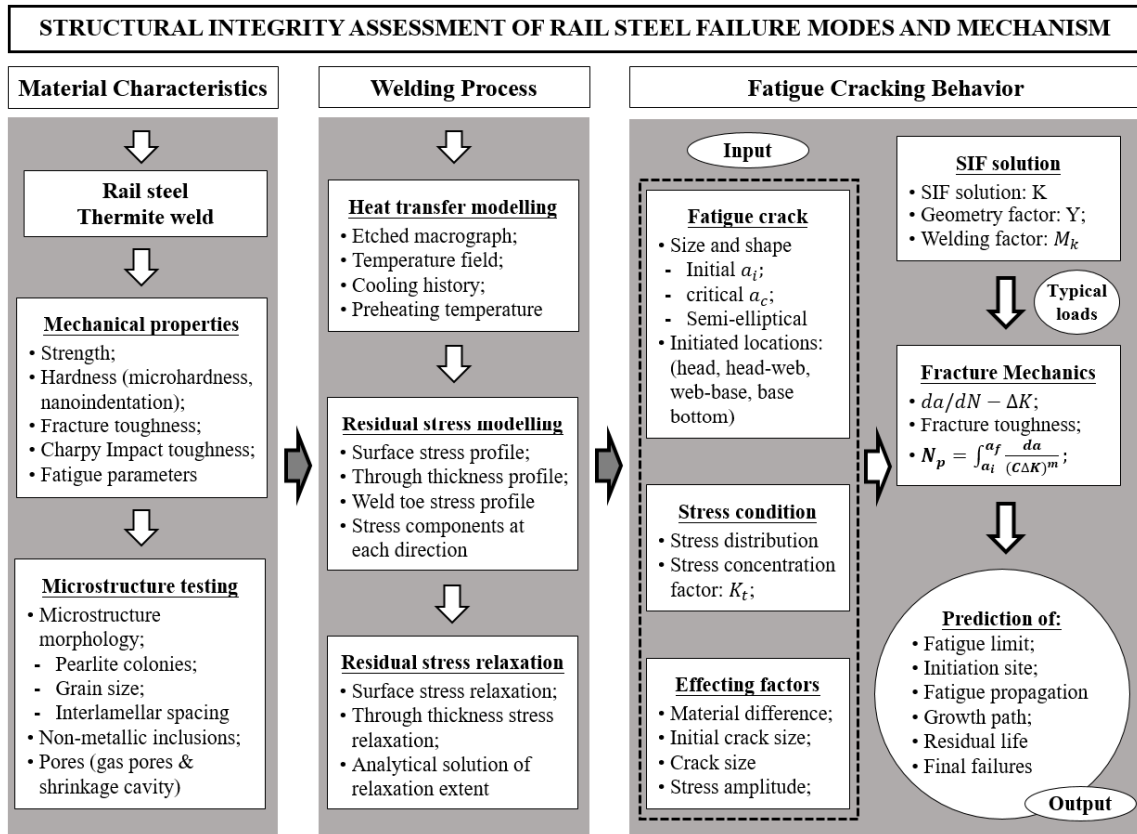 STRUCTURAL INTEGRITY ASSESSMENT OF RAIL STEEL FAILURE MODES AND MECHANISM
Material Characteristics
Rail steel
Thermite weld
Mechanical properties
• Strength;
• Hardness (microhardness,
nanoindentation);
• Fracture toughness;
• Charpy Impact toughness;
• Fatigue parameters
Microstructure testing
• Microstructure
morphology;
- Pearlite colonies;
- Grain size;
- Interlamellar spacing
• Non-metallic inclusions;
• Pores (gas pores &
shrinkage cavity)
Welding Process
Heat transfer modelling
• Etched macrograph;
• Temperature field;
• Cooling history;
• Preheating temperature
Residual stress modelling
• Surface stress profile;
• Through thickness profile;
• Weld toe stress profile
• Stress components at
each direction
Residual stress relaxation
• Surface stress relaxation;
• Through thickness stress
relaxation;
• Analytical solution of
relaxation extent
Fatigue Cracking Behavior
Input
Fatigue crack
• Size and shape
- Initial a_i;
- critical a_c;
- Semi-elliptical
• Initiated locations:
(head, head-web,
web-base, base
bottom)
Stress condition
• Stress distribution
• Stress concentration
factor: K_t;
Effecting factors
• Material difference;
• Initial crack size;
• Crack size
• Stress amplitude;
SIF solution
• SIF solution: K
• Geometry factor: Y;
• Welding factor: M_k
Typical
loads
Fracture Mechanics
• da/dN − ΔK;
• Fracture toughness;
• N_p = ∫_{a_i}^{a_f} da/(CΔK)^m;
Prediction of:
• Fatigue limit;
• Initiation site;
• Fatigue propagation
• Growth path;
• Residual life
• Final failures
Output